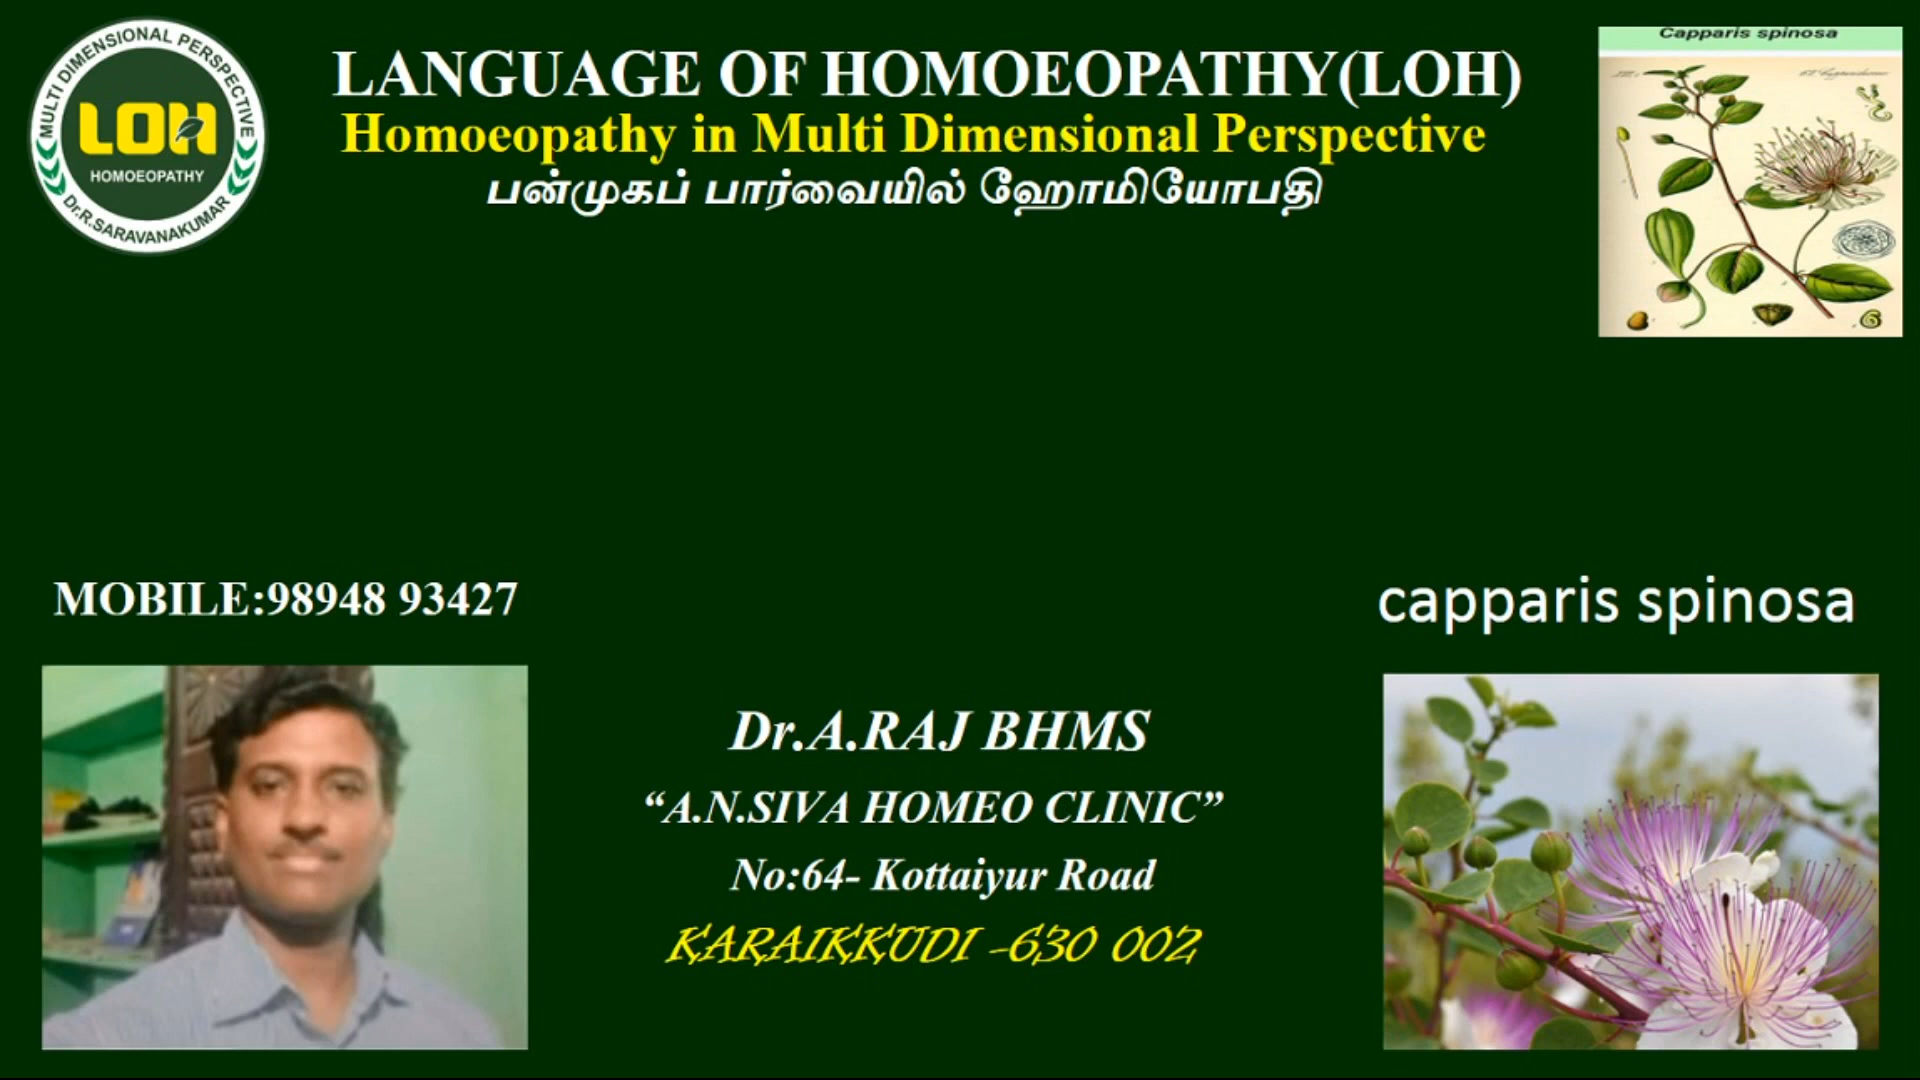 MULTI DIMENSIONAL PERSPECTIVE
LOH
HOMOEOPATHY
Dr.R.SARAVANAKUMAR
LANGUAGE OF HOMOEOPATHY(LOH)
Homoeopathy in Multi Dimensional Perspective
பன்முகப் பார்வையில் ஹோமியோபதி
Capparis spinosa
MOBILE:98948 93427
capparis spinosa
Dr.A.RAJ BHMS
“A.N.SIVA HOMEO CLINIC”
No:64- Kottaiyur Road
KARAIKKUDI -630 002